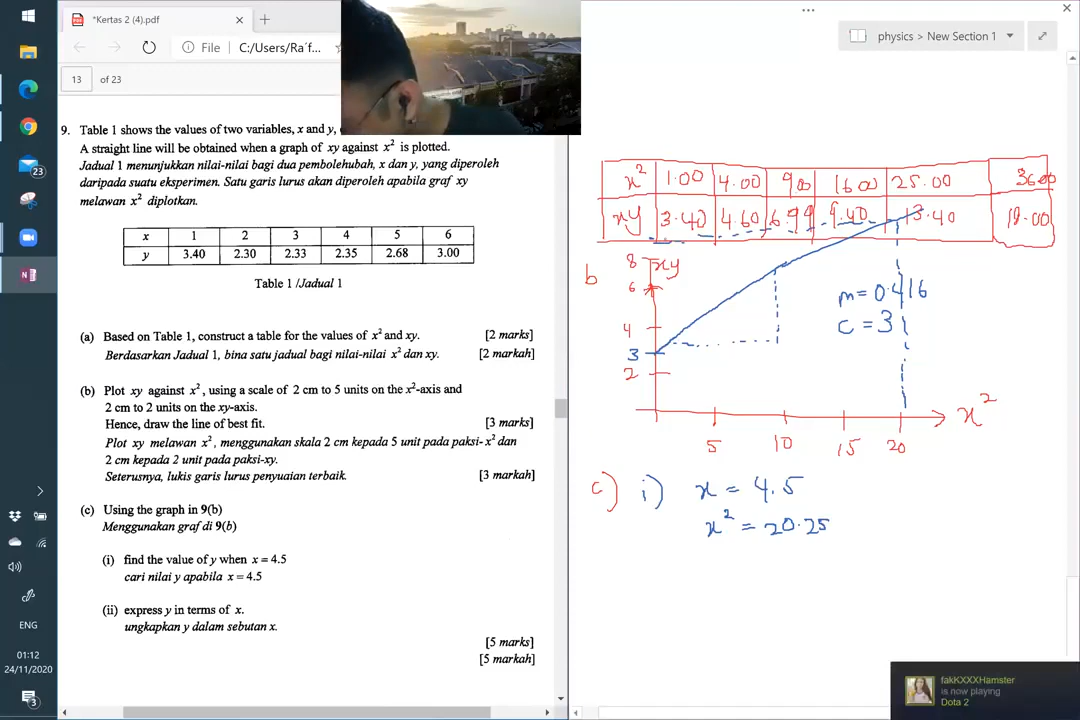 *Kertas 2 (4).pdf
File C:/Users/Ra´f...
13 of 23
9. Table 1 shows the values of two variables, x and y,
A straight line will be obtained when a graph of xy against x² is plotted.
Jadual 1 menunjukkan nilai-nilai bagi dua pembolehubah, x dan y, yang diperoleh
daripada suatu eksperimen. Satu garis lurus akan diperoleh apabila graf xy
melawan x² diplotkan.
x 1 2 3 4 5 6
y 3.40 2.30 2.33 2.35 2.68 3.00
Table 1 /Jadual 1
(a) Based on Table 1, construct a table for the values of x² and xy. [2 marks]
Berdasarkan Jadual 1, bina satu jadual bagi nilai-nilai x² dan xy. [2 markah]
(b) Plot xy against x², using a scale of 2 cm to 5 units on the x²-axis and
2 cm to 2 units on the xy-axis.
Hence, draw the line of best fit. [3 marks]
Plot xy melawan x², menggunakan skala 2 cm kepada 5 unit pada paksi-x² dan
2 cm kepada 2 unit pada paksi-xy.
Seterusnya, lukis garis lurus penyuaian terbaik. [3 markah]
(c) Using the graph in 9(b)
Menggunakan graf di 9(b)
(i) find the value of y when x = 4.5
cari nilai y apabila x = 4.5
(ii) express y in terms of x.
ungkapkan y dalam sebutan x.
[5 marks]
[5 markah]
23
ENG
01:12
24/11/2020
3
physics > New Section 1
x² 1.00 4.00 900 1600 25.00 3600
xy 3.40 4.60 6.99 9.40 13.40 18.00
b
8 xy
6
4
3
2
m = 0.416
c = 3
5 10 15 20 x²
c) i) x = 4.5
x² = 20.25
fakKXXXHamster
is now playing
Dota 2